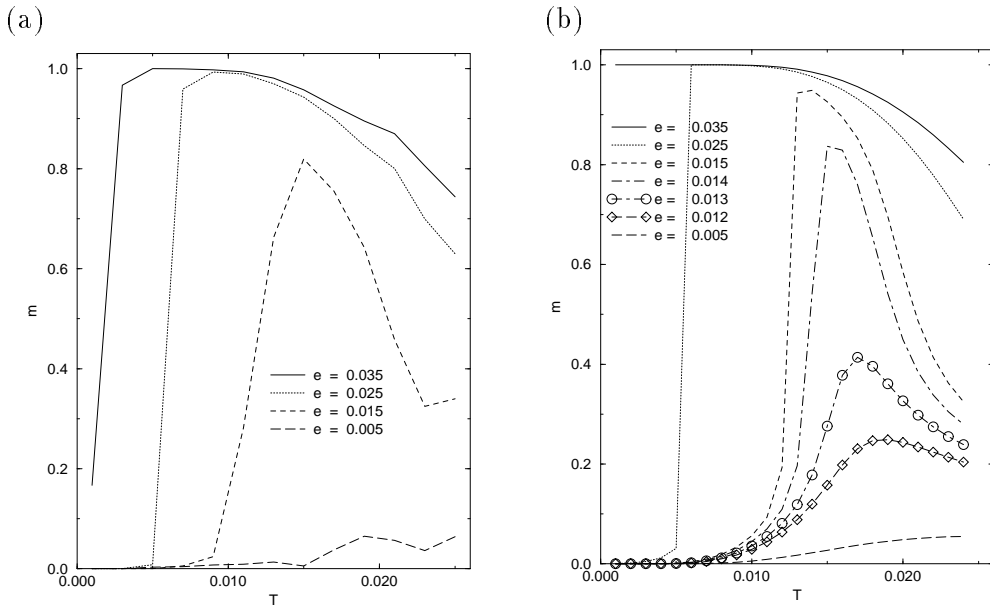 (a)
1.0
0.8
0.6
0.4
0.2
0.0
m
0.000
0.010
0.020
T
e = 0.035
e = 0.025
e = 0.015
e = 0.005
(b)
1.0
0.8
0.6
0.4
0.2
0.0
m
0.000
0.010
0.020
T
e = 0.035
e = 0.025
e = 0.015
e = 0.014
e = 0.013
e = 0.012
e = 0.005